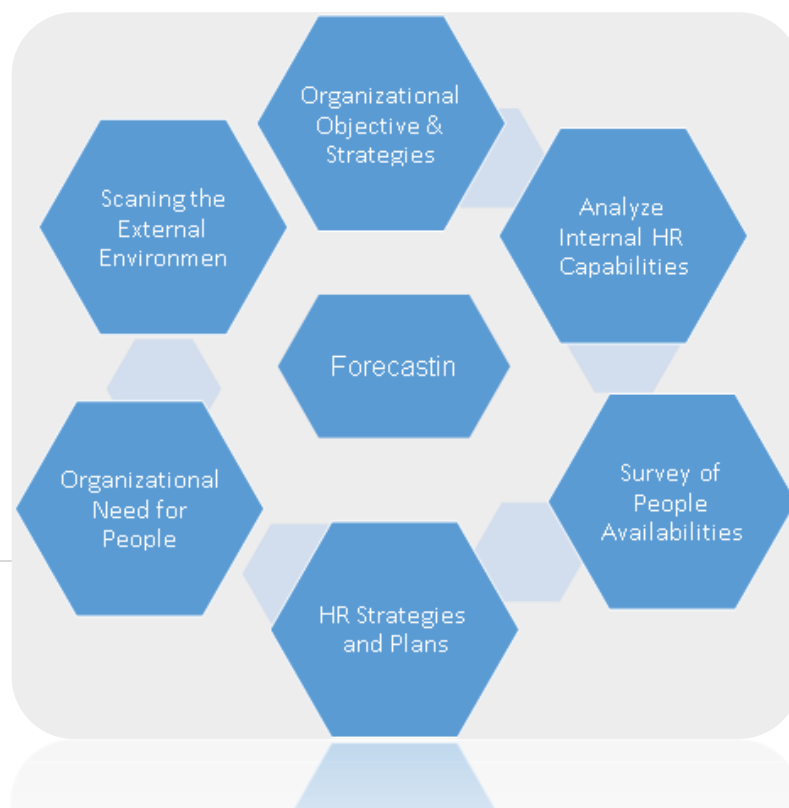 Organizational
Objective &
Strategies
Analyze
Internal HR
Capabilities
Survey of
People
Availabilities
HR Strategies
and Plans
Organizational
Need for
People
Scaning the
External
Environmen
Forecastin